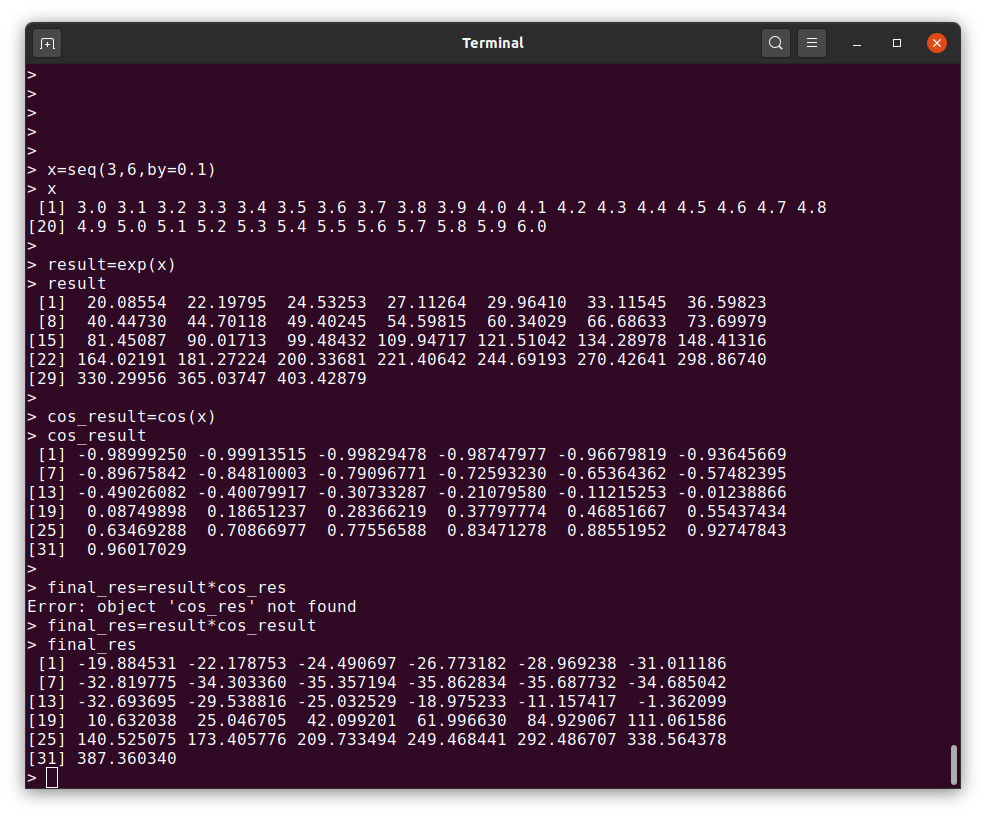 Terminal
>
>
>
>
>
> x=seq(3,6,by=0.1)
> x
 [1] 3.0 3.1 3.2 3.3 3.4 3.5 3.6 3.7 3.8 3.9 4.0 4.1 4.2 4.3 4.4 4.5 4.6 4.7 4.8
[20] 4.9 5.0 5.1 5.2 5.3 5.4 5.5 5.6 5.7 5.8 5.9 6.0
>
> result=exp(x)
> result
 [1]  20.08554  22.19795  24.53253  27.11264  29.96410  33.11545  36.59823
 [8]  40.44730  44.70118  49.40245  54.59815  60.34029  66.68633  73.69979
[15]  81.45087  90.01713  99.48432 109.94717 121.51042 134.28978 148.41316
[22] 164.02191 181.27224 200.33681 221.40642 244.69193 270.42641 298.86740
[29] 330.29956 365.03747 403.42879
>
> cos_result=cos(x)
> cos_result
 [1] -0.98999250 -0.99913515 -0.99829478 -0.98747977 -0.96679819 -0.93645669
 [7] -0.89675842 -0.84810003 -0.79096771 -0.72593230 -0.65364362 -0.57482395
[13] -0.49026082 -0.40079917 -0.30733287 -0.21079580 -0.11215253 -0.01238866
[19]  0.08749898  0.18651237  0.28366219  0.37797774  0.46851667  0.55437434
[25]  0.63469288  0.70866977  0.77556588  0.83471278  0.88551952  0.92747843
[31]  0.96017029
>
> final_res=result*cos_res
Error: object 'cos_res' not found
> final_res=result*cos_result
> final_res
 [1] -19.884531 -22.178753 -24.490697 -26.773182 -28.969238 -31.011186
 [7] -32.819775 -34.303360 -35.357194 -35.862834 -35.687732 -34.685042
[13] -32.693695 -29.538816 -25.032529 -18.975233 -11.157417  -1.362099
[19]  10.632038  25.046705  42.099201  61.996630  84.929067 111.061586
[25] 140.525075 173.405776 209.733494 249.468441 292.486707 338.564378
[31] 387.360340
>